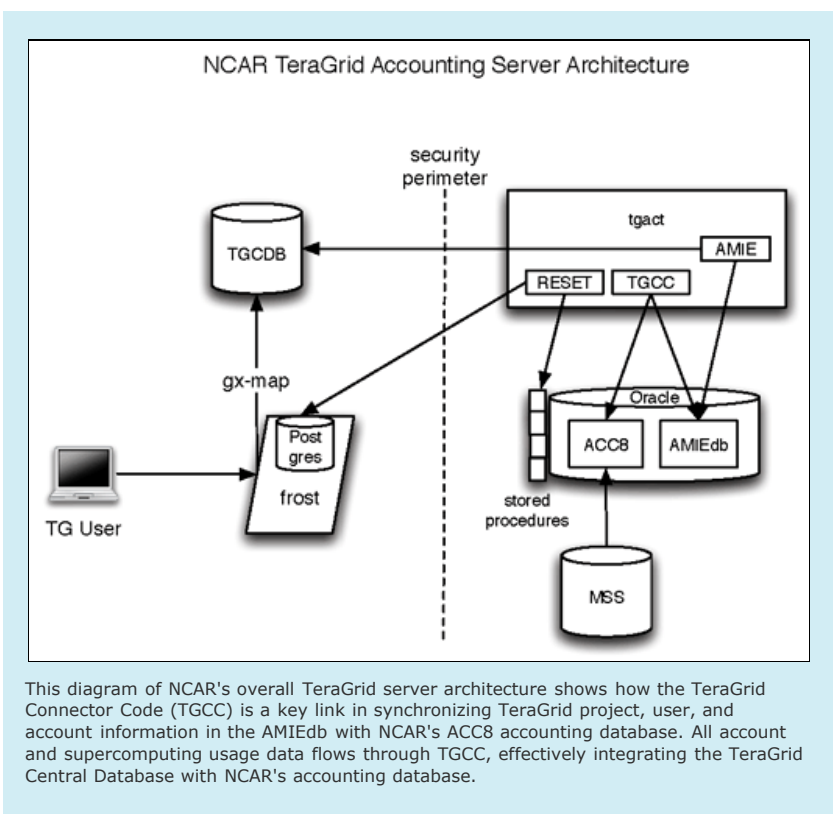 NCAR TeraGrid Accounting Server Architecture
security
perimeter
tgact
TGCDB
AMIE
RESET
TGCC
gx-map
Oracle
Post
gres
ACC8
AMIEdb
frost
stored
procedures
TG User
MSS
This diagram of NCAR's overall TeraGrid server architecture shows how the TeraGrid
Connector Code (TGCC) is a key link in synchronizing TeraGrid project, user, and
account information in the AMIEdb with NCAR's ACC8 accounting database. All account
and supercomputing usage data flows through TGCC, effectively integrating the TeraGrid
Central Database with NCAR's accounting database.